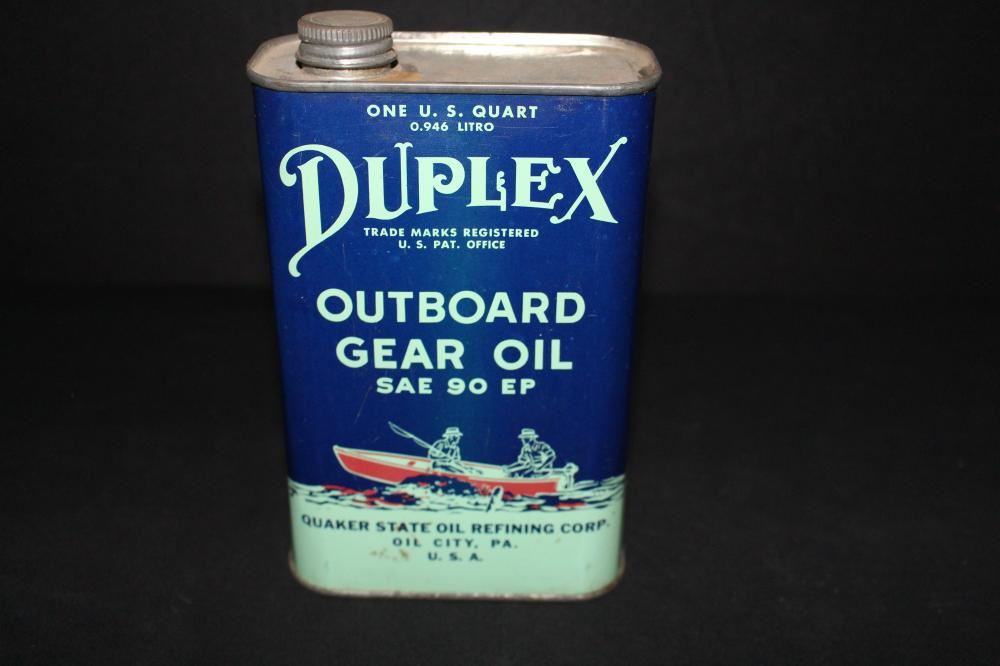 ONE U. S. QUART
0.946 LITRO
DUPLEX
TRADE MARKS REGISTERED
U. S. PAT. OFFICE
OUTBOARD
GEAR OIL
SAE 90 EP
QUAKER STATE OIL REFINING CORP.
OIL CITY, PA.
U. S. A.